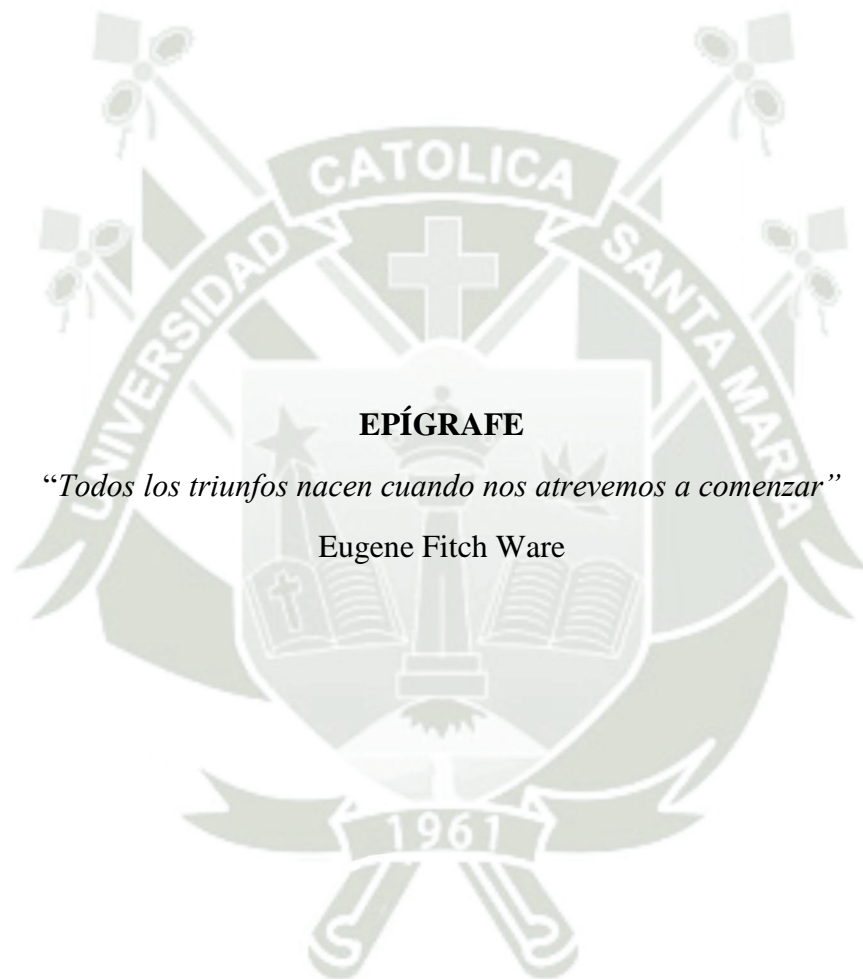 CATOLICA
UNIVERSIDAD
SANTA MARIA
EPÍGRAFE
“Todos los triunfos nacen cuando nos atrevemos a comenzar”
Eugene Fitch Ware
1961